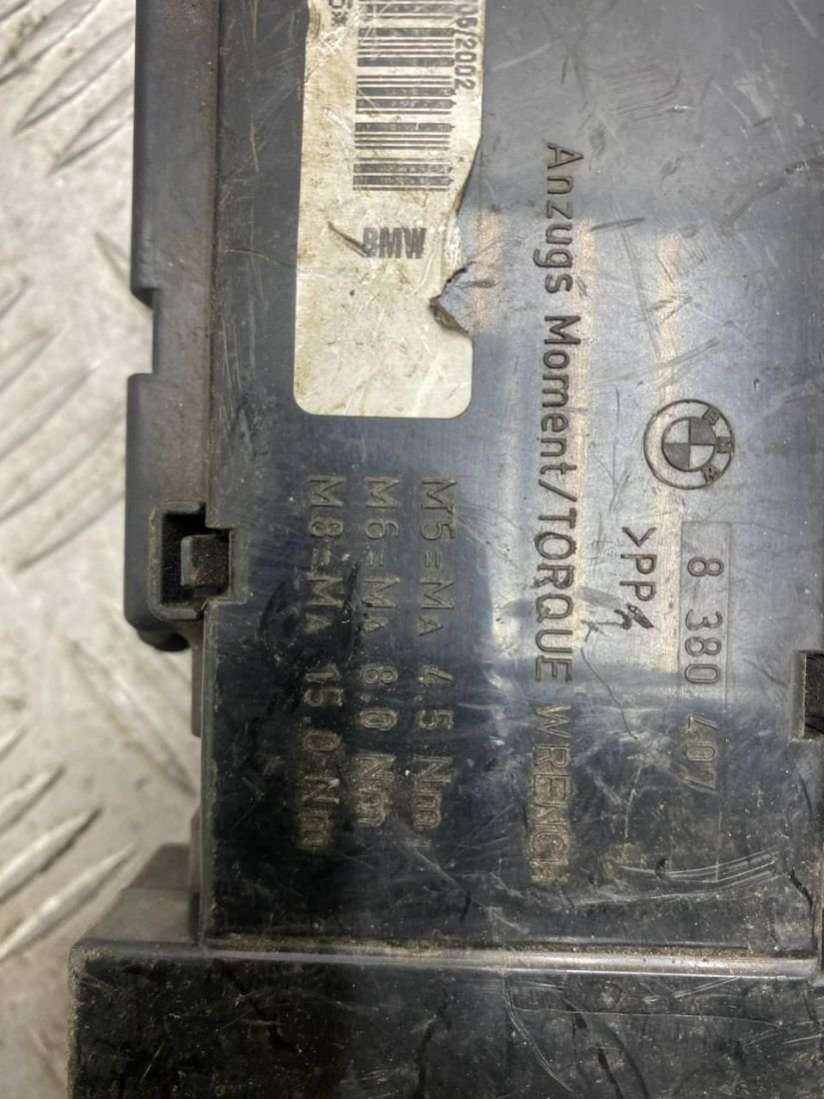 8 380 407
>PP<
BMW
Anzugs Moment/TORQUE WRENCH
M5=MA 4.5 Nm
M6=MA 8.0 Nm
M8=MA 15.0 Nm
/2002
BMW